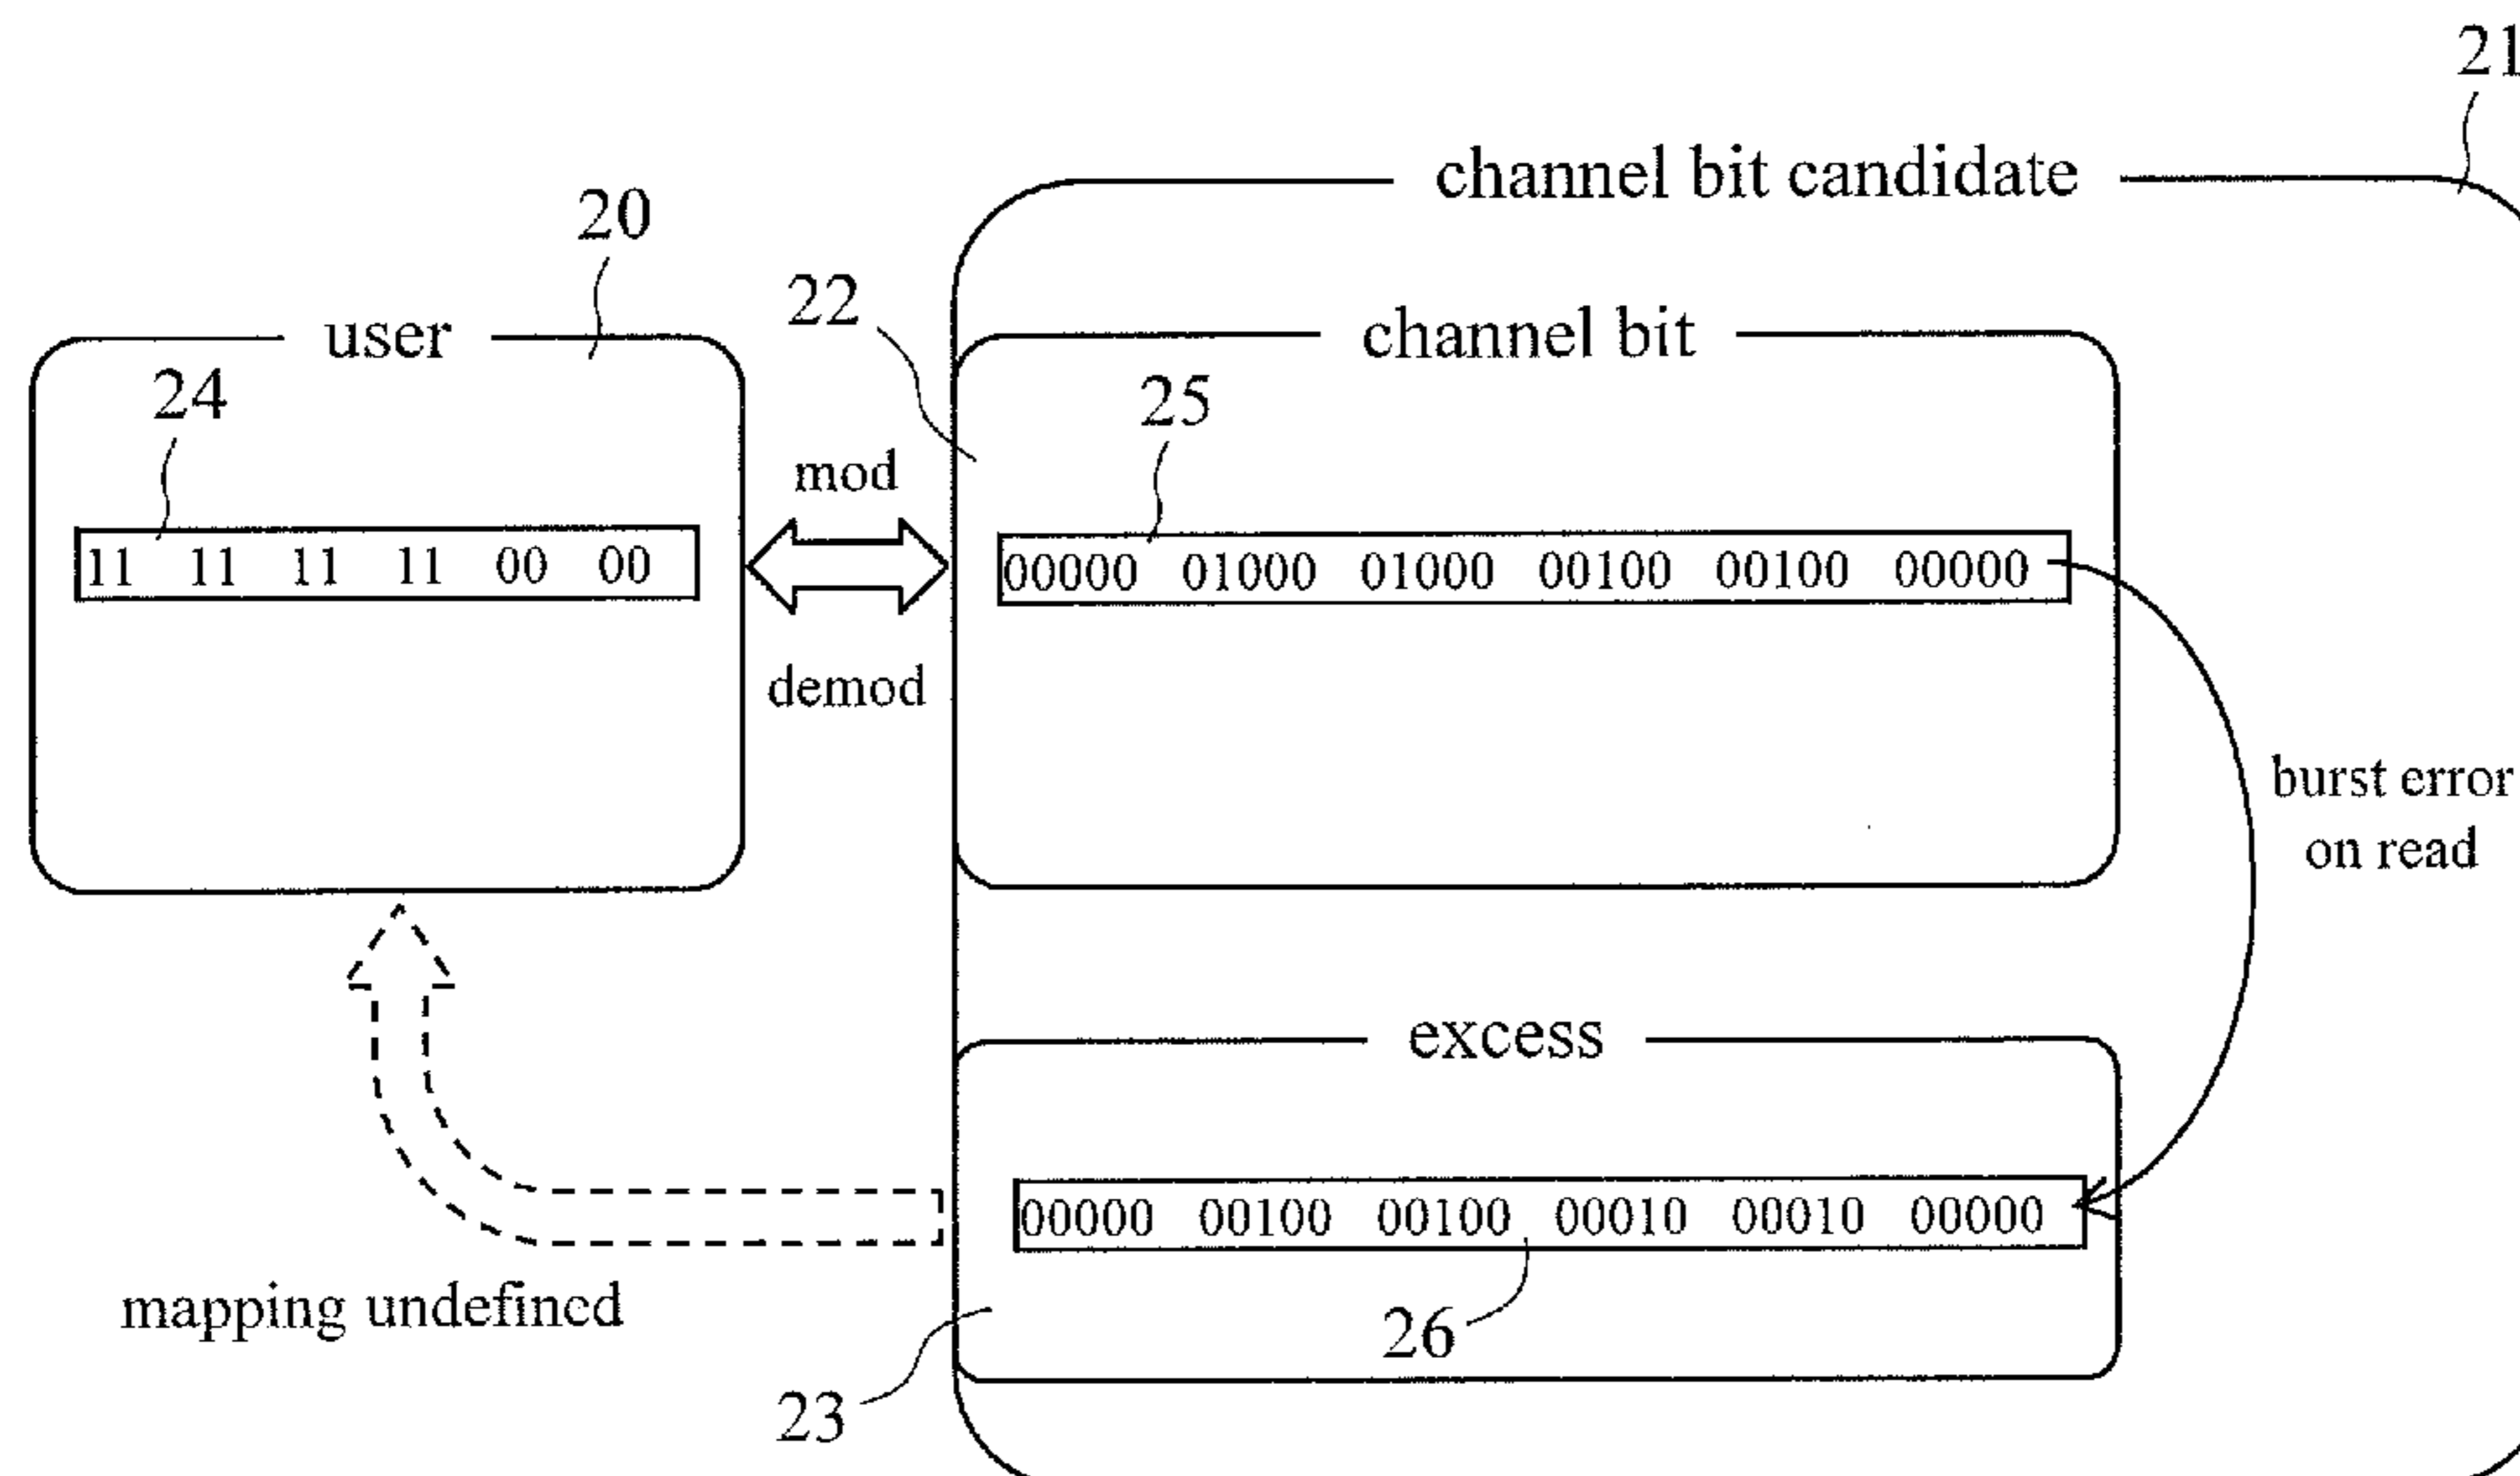 21
channel bit candidate
20
22
user
channel bit
24
25
mod
11 11 11 11 00 00
00000 01000 01000 00100 00100 00000
demod
burst error
on read
excess
00000 00100 00100 00010 00010 00000
mapping undefined
26
23